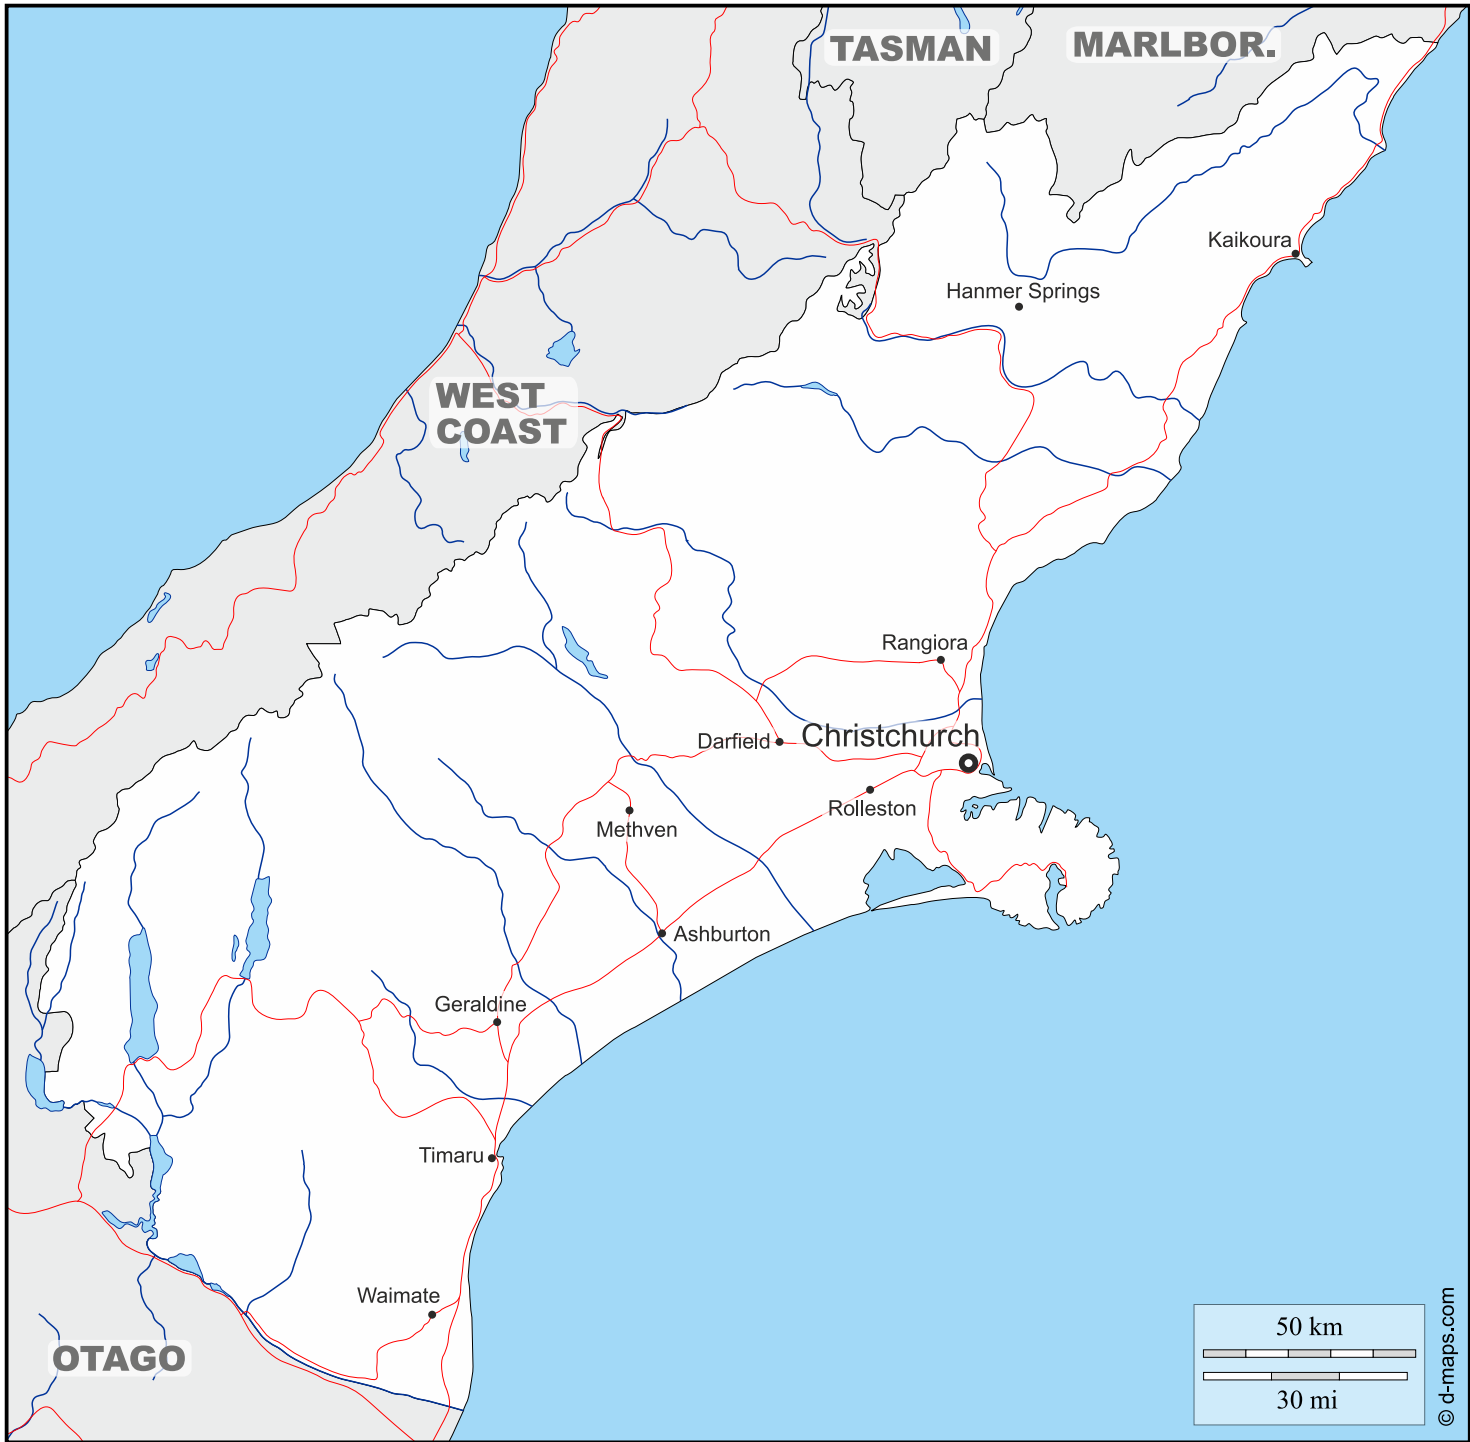 TASMAN
MARLBOR.
Kaikoura
Hanmer Springs
WEST
COAST
Rangiora
Christchurch
Darfield
Rolleston
Methven
Ashburton
Geraldine
Timaru
Waimate
OTAGO
50 km
30 mi
© d-maps.com